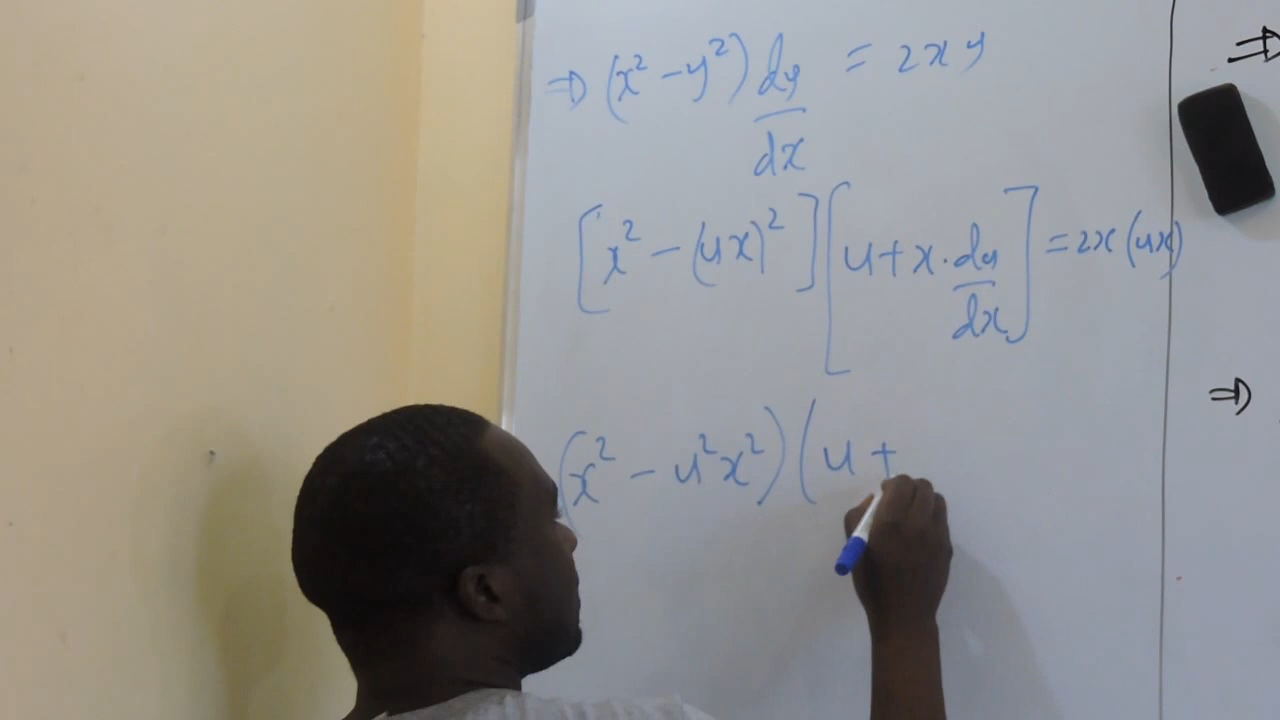 ⇒ (x² - y²) dy/dx = 2xy ⇒
[x² - (ux)²] [u + x · du/dx] = 2x (ux)
⇒
(x² - u²x²) (u +